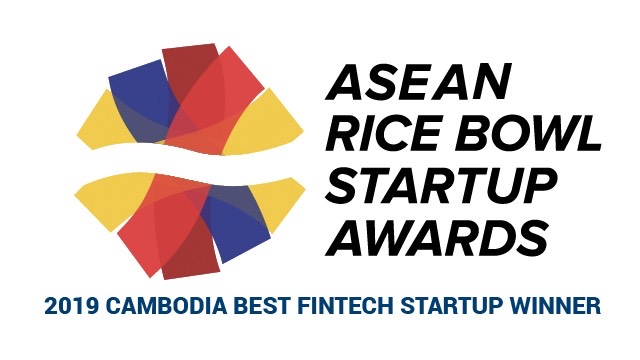 ASEAN
RICE BOWL
STARTUP
AWARDS
2019 CAMBODIA BEST FINTECH STARTUP WINNER